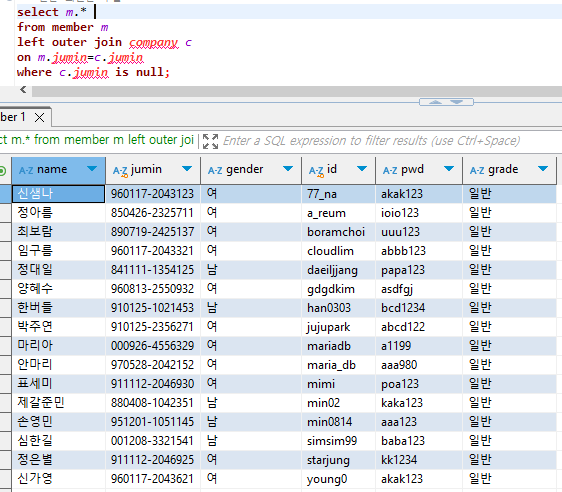 select m.*
from member m
left outer join company c
on m.jumin=c.jumin
where c.jumin is null;
ber 1
ct m.* from member m left outer joi Enter a SQL expression to filter results (use Ctrl+Space)
A-Z name A-Z jumin A-Z gender A-Z id A-Z pwd A-Z grade
신샘나 960117-2043123 여 77_na akak123 일반
정아름 850426-2325711 여 a_reum ioio123 일반
최보람 890719-2425137 여 boramchoi uuu123 일반
임구름 960117-2043321 여 cloudlim abbb123 일반
정대일 841111-1354125 남 daeiljjang papa123 일반
양혜수 960813-2550932 여 gdgdkim asdfgj 일반
한버들 910125-1021453 남 han0303 bcd1234 일반
박주연 910125-2356271 여 jujupark abcd122 일반
마리아 000926-4556329 여 mariadb a1199 일반
안마리 970528-2042152 여 maria_db aaa980 일반
표세미 911112-2046930 여 mimi poa123 일반
제갈준민 880408-1042351 남 min02 kaka123 일반
손영민 951201-1051145 남 min0814 aaa123 일반
심한길 001208-3321541 남 simsim99 baba123 일반
정은별 911112-2046925 여 starjung kk1234 일반
신가영 960117-2043621 여 young0 akak123 일반